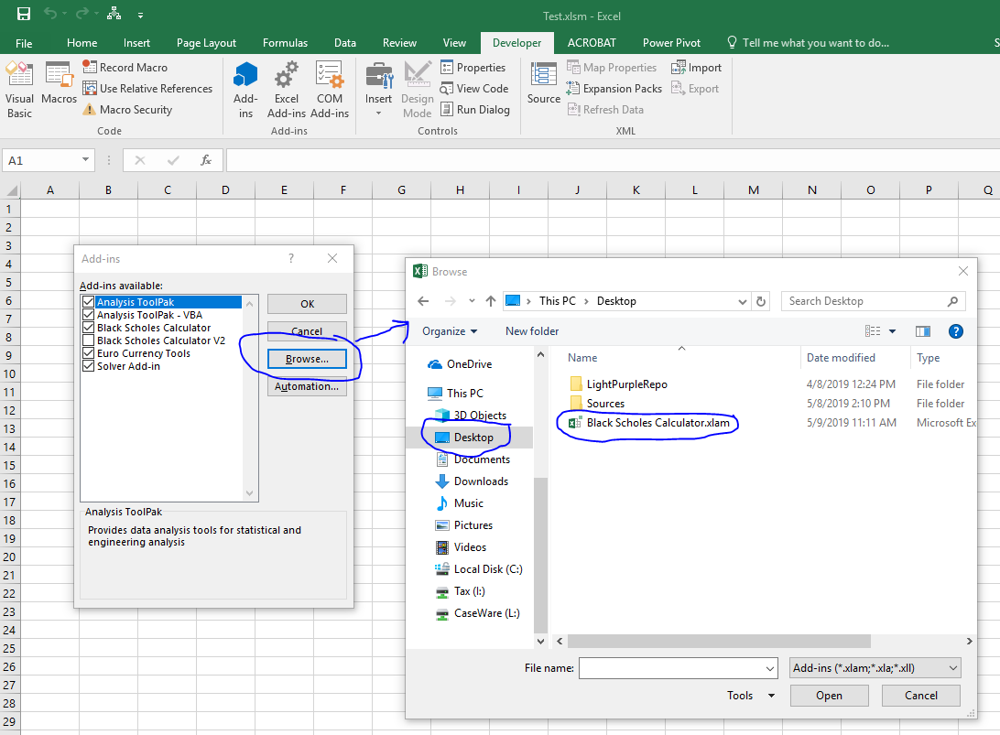 Test.xlsm - Excel
File Home Insert Page Layout Formulas Data Review View Developer ACROBAT Power Pivot Tell me what you want to do... S
Visual Basic
Macros
Record Macro
Use Relative References
Macro Security
Code
Add-ins
Excel Add-ins
COM Add-ins
Add-ins
Insert
Design Mode
Properties
View Code
Run Dialog
Controls
Source
Map Properties
Expansion Packs
Refresh Data
Import
Export
XML
A1 fx
A B C D E F G H I J K L M N O P Q
1
2
3
4
5
6
7
8
9
10
11
12
13
14
15
16
17
18
19
20
21
22
23
24
25
26
27
28
29
Add-ins ?
Add-ins available:
Analysis ToolPak
Analysis ToolPak - VBA
Black Scholes Calculator
Black Scholes Calculator V2
Euro Currency Tools
Solver Add-in
OK
Cancel
Browse...
Automation...
Analysis ToolPak
Provides data analysis tools for statistical and
engineering analysis
Browse
This PC > Desktop
Search Desktop
Organize New folder ?
OneDrive
This PC
3D Objects
Desktop
Documents
Downloads
Music
Pictures
Videos
Local Disk (C:)
Tax (I:)
CaseWare (L:)
Name Date modified Type
LightPurpleRepo 4/8/2019 12:24 PM File folder
Sources 5/8/2019 2:10 PM File folder
Black Scholes Calculator.xlam 5/9/2019 11:11 AM Microsoft Ex
File name: Add-ins (*.xlam;*.xla;*.xll)
Tools Open Cancel